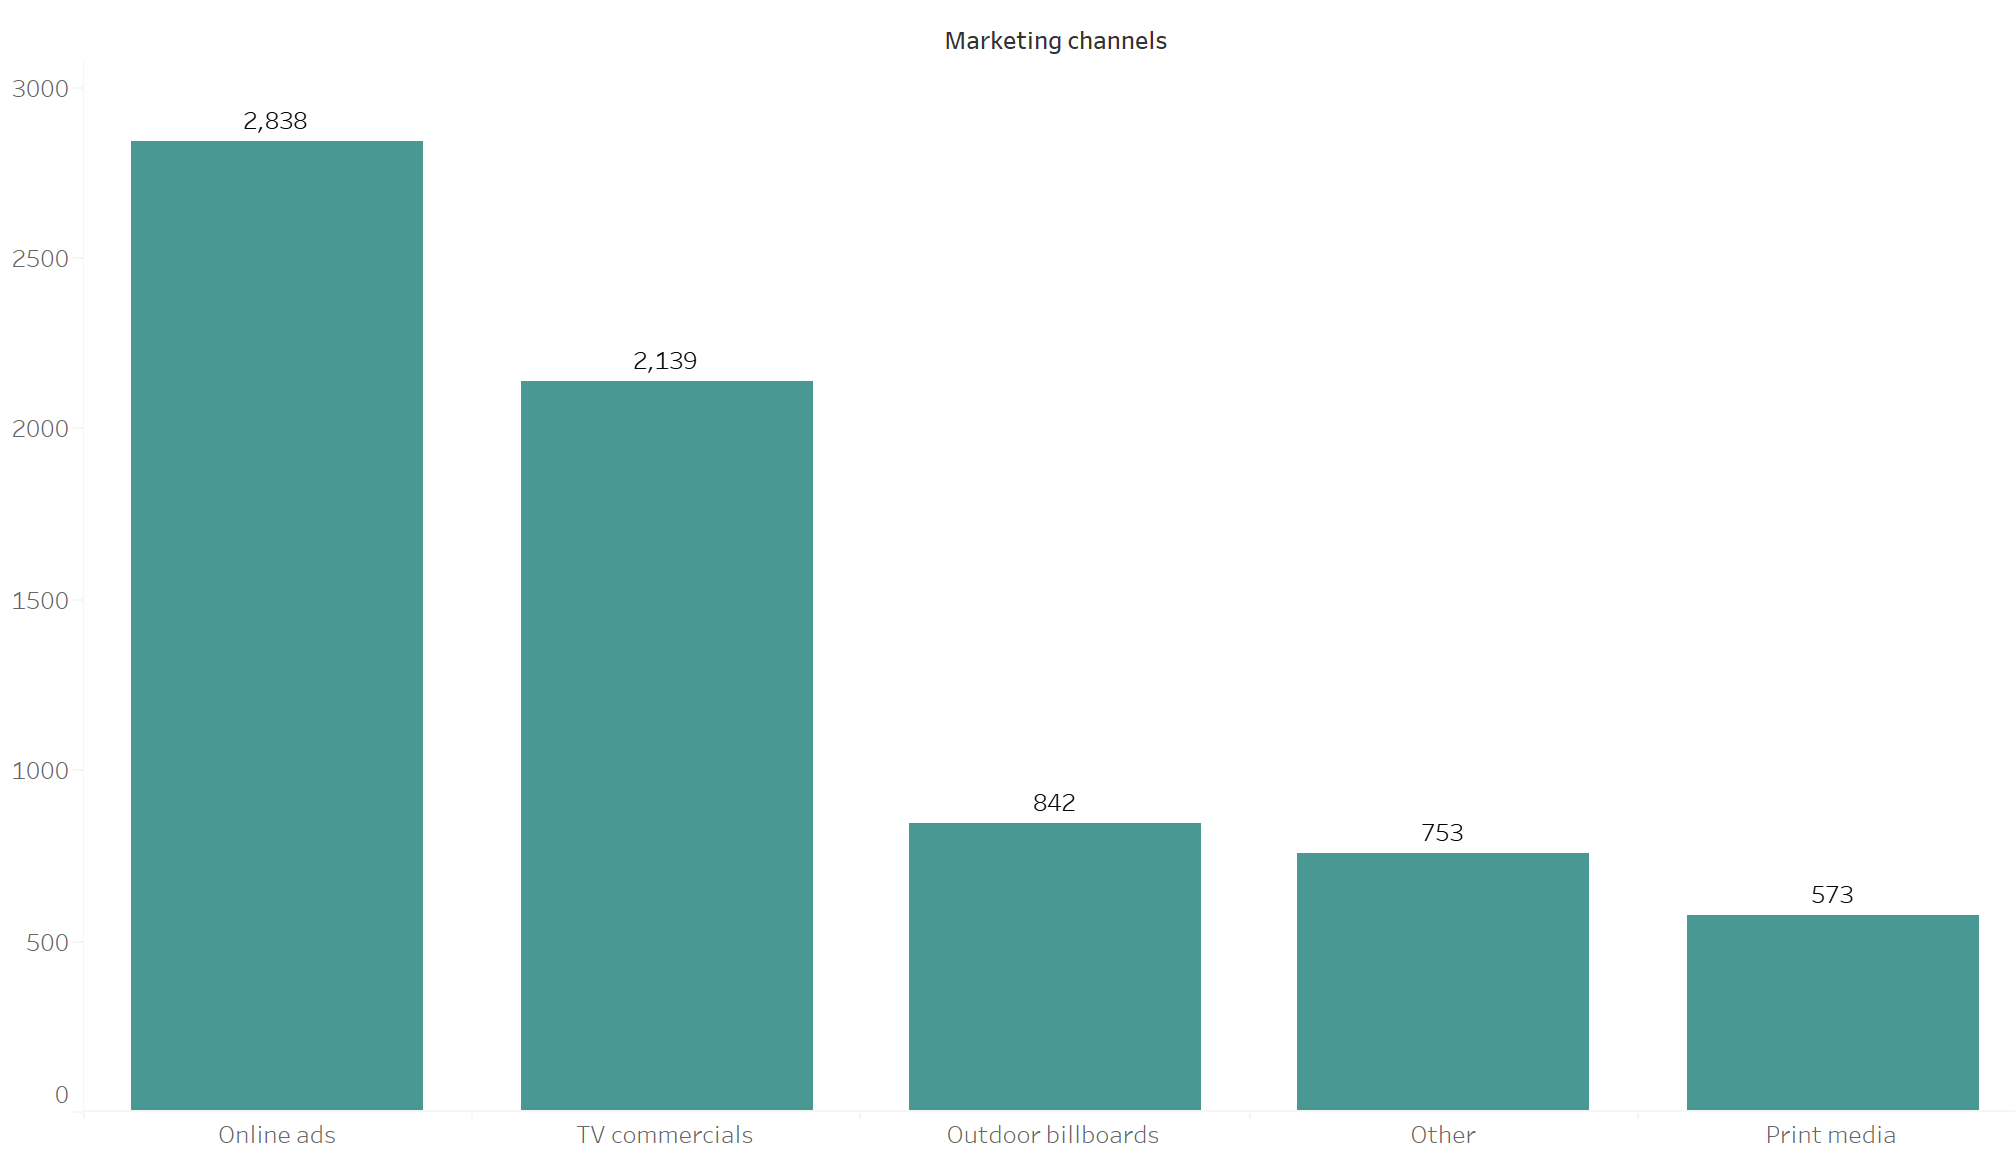 Marketing channels
3000
2500
2000
1500
1000
500
0
2,838
2,139
842
753
573
Online ads
TV commercials
Outdoor billboards
Other
Print media